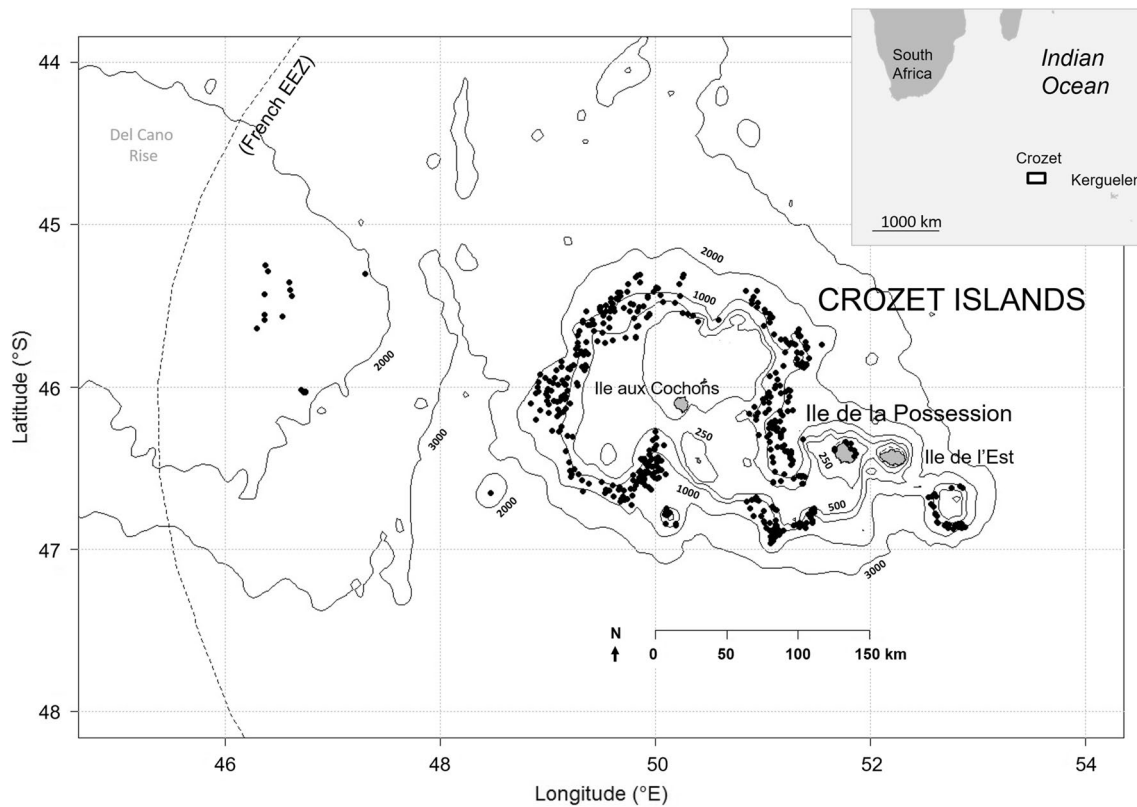 South
Africa
Indian
Ocean
Crozet
Kerguelen
1000 km
44
45
46
47
48
Latitude (°S)
(French EEZ)
Del Cano
Rise
2000
3000
2000
2000
1000
CROZET ISLANDS
Ile aux Cochons
Ile de la Possession
Ile de l'Est
250
250
500
1000
3000
N
0
50
100
150 km
46
48
50
52
54
Longitude (°E)